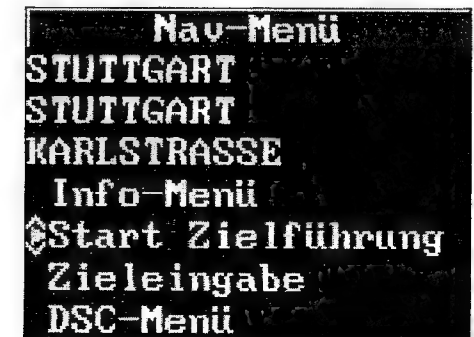 Nav-Menü
STUTTGART
STUTTGART
KARLSTRASSE
Info-Menü
Start Zielführung
Zieleingabe
DSC-Menü